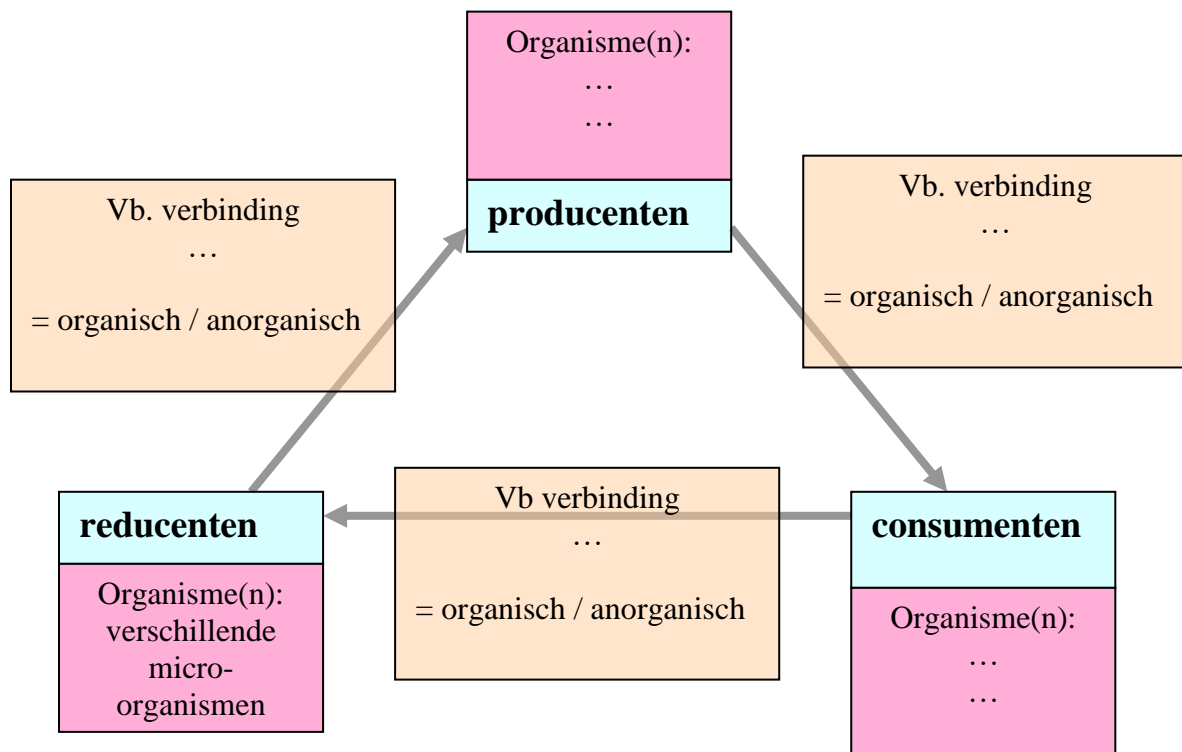 Organisme(n):
…
…
producenten
Vb. verbinding
…
= organisch / anorganisch
Vb. verbinding
…
= organisch / anorganisch
reducenten
Organisme(n):
verschillende
micro-
organismen
Vb verbinding
…
= organisch / anorganisch
consumenten
Organisme(n):
…
…